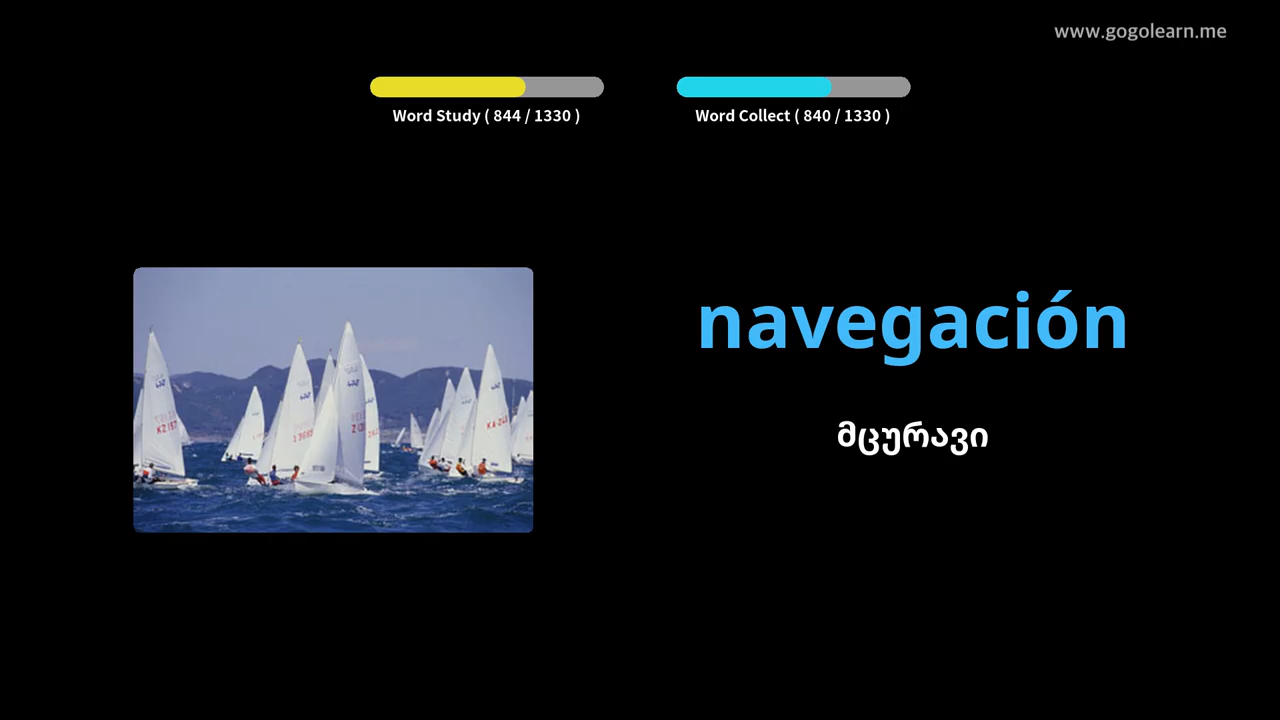 www.gogolearn.me
Word Study ( 844 / 1330 )
Word Collect ( 840 / 1330 )
navegación
მცურავი